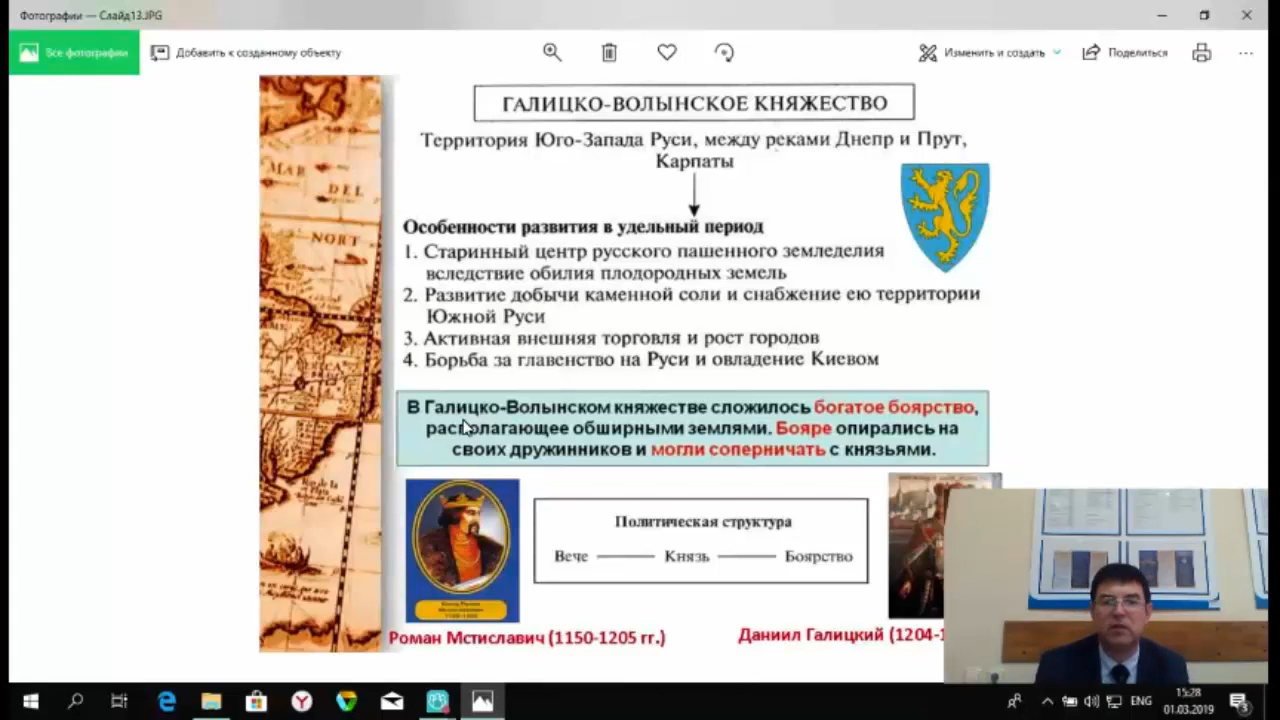 Фотографии — Слайд13.JPG
Все фотографии
Добавить к созданному объекту
Изменить и создать
Поделиться
ГАЛИЦКО-ВОЛЫНСКОЕ КНЯЖЕСТВО
Территория Юго-Запада Руси, между реками Днепр и Прут,
Карпаты
Особенности развития в удельный период
1. Старинный центр русского пашенного земледелия
вследствие обилия плодородных земель
2. Развитие добычи каменной соли и снабжение ею территории
Южной Руси
3. Активная внешняя торговля и рост городов
4. Борьба за главенство на Руси и овладение Киевом
MAR
DEL
NORT
В Галицко-Волынском княжестве сложилось богатое боярство,
располагающее обширными землями. Бояре опирались на
своих дружинников и могли соперничать с князьями.
Политическая структура
Вече Князь Боярство
Роман Мстиславич (1150-1205 гг.)
Даниил Галицкий (1204-1
ENG
15:28
01.03.2019
3